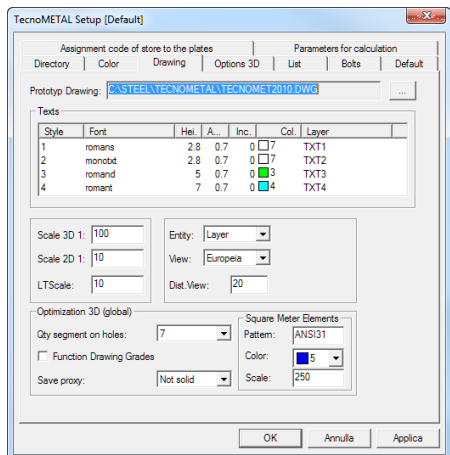 TecnoMETAL Setup [Default]
Assignment code of store to the plates Parameters for calculation
Directory Color Drawing Options 3D List Bolts Default
Prototyp Drawing: C:\STEEL\TECNOMETAL\TECNOMET2010.DWG ...
Texts
Style Font Hei. A... Inc. Col. Layer
1 romans 2.8 0.7 0 7 TXT1
2 monotxt 2.8 0.7 0 7 TXT2
3 romand 5 0.7 0 3 TXT3
4 romant 7 0.7 0 4 TXT4
Scale 3D 1: 100 Entity: Layer
Scale 2D 1: 10 View: Europeia
LTScale: 10 Dist.View: 20
Optimization 3D (global) Square Meter Elements
Qty segment on holes: 7 Pattern: ANSI31
Function Drawing Grades Color: 5
Save proxy: Not solid Scale: 250
OK Annulla Applica